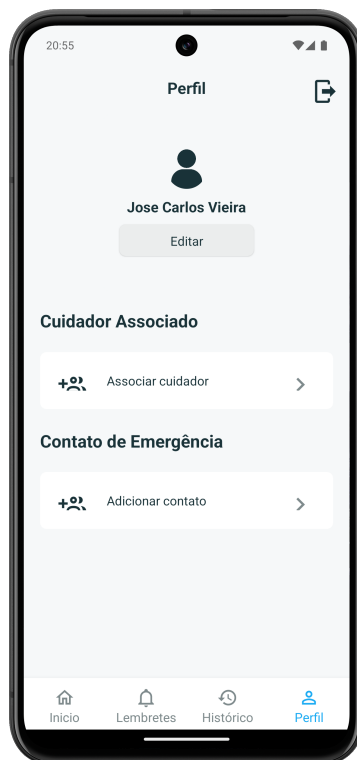 20:55
Perfil
Jose Carlos Vieira
Editar
Cuidador Associado
Associar cuidador
Contato de Emergência
Adicionar contato
Inicio
Lembretes
Histórico
Perfil